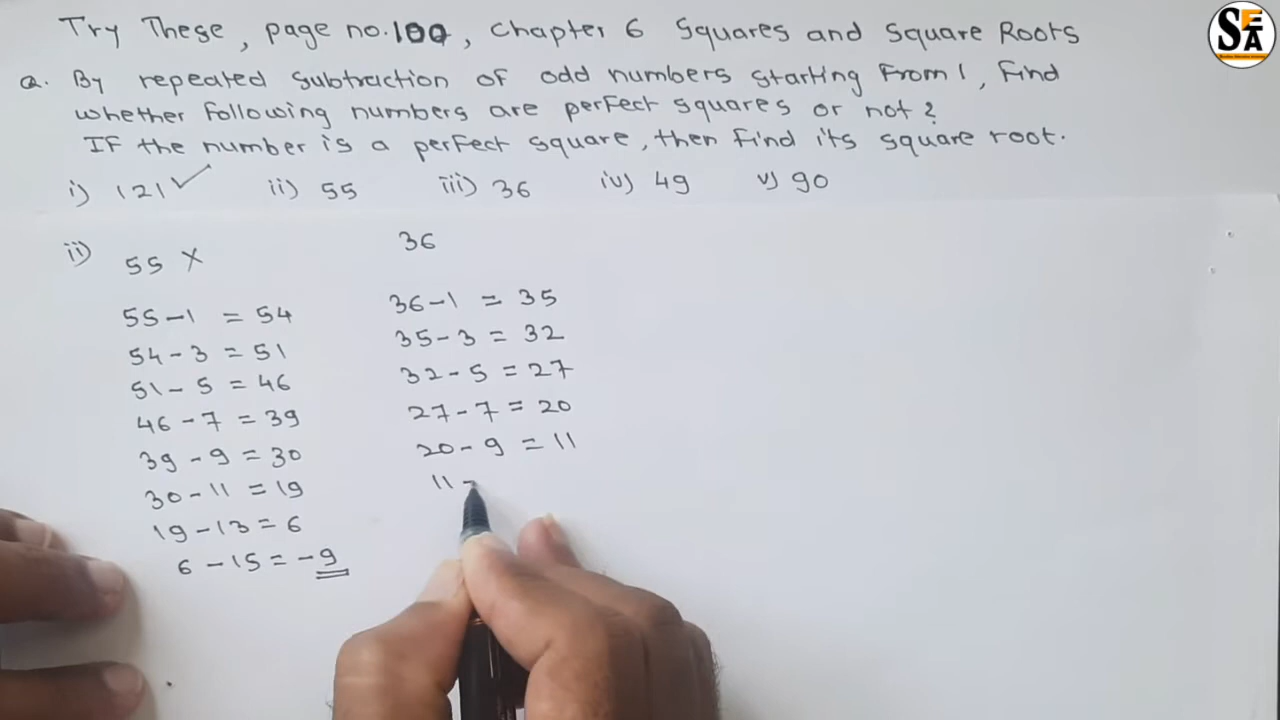 Try These, page no.100, Chapter 6 Squares and Square Roots
Q. By repeated subtraction of odd numbers starting from 1, Find
whether following numbers are perfect squares or not?
IF the number is a perfect square, then find its square root.
i) 121 ✓ ii) 55 iii) 36 iv) 49 v) 90
ii) 55 ×
55-1 = 54
54-3 = 51
51-5 = 46
46-7 = 39
39-9 = 30
30-11 = 19
19-13 = 6
6-15 = -9
36
36-1 = 35
35-3 = 32
32-5 = 27
27-7 = 20
20-9 = 11
11-
SEFA